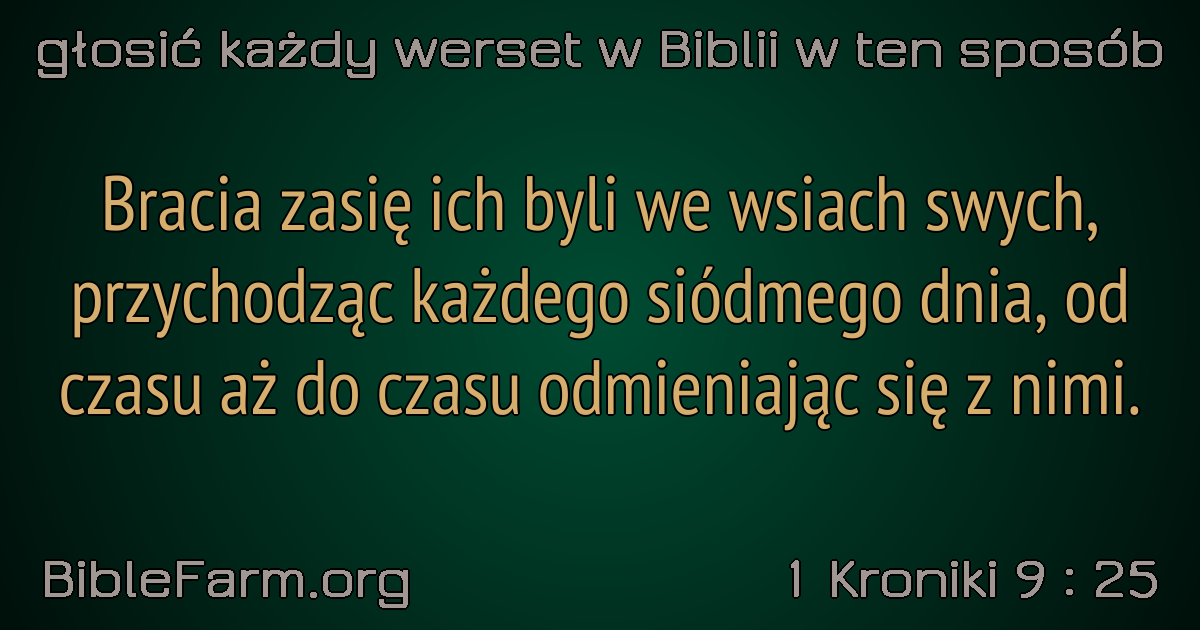 głosić każdy werset w Biblii w ten sposób
Bracia zasię ich byli we wsiach swych,
przychodząc każdego siódmego dnia, od
czasu aż do czasu odmieniając się z nimi.
BibleFarm.org
1 Kroniki 9 : 25